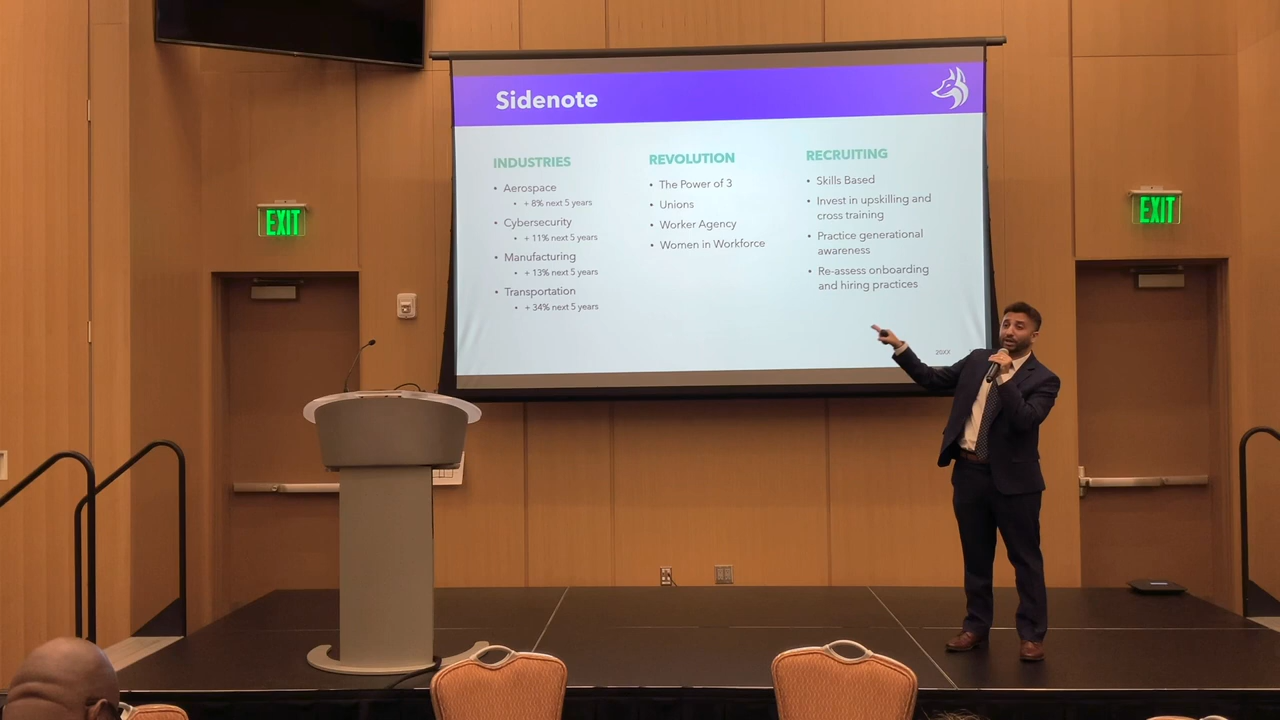 Sidenote
INDUSTRIES
• Aerospace
• + 8% next 5 years
• Cybersecurity
• + 11% next 5 years
• Manufacturing
• + 13% next 5 years
• Transportation
• + 34% next 5 years
REVOLUTION
• The Power of 3
• Unions
• Worker Agency
• Women in Workforce
RECRUITING
• Skills Based
• Invest in upskilling and
cross training
• Practice generational
awareness
• Re-assess onboarding
and hiring practices
20XX
EXIT
EXIT